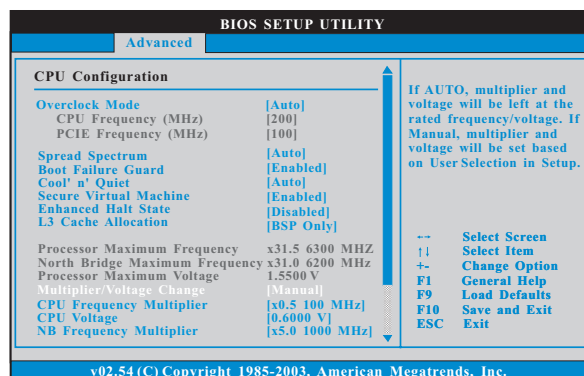 BIOS SETUP UTILITY
Advanced
CPU Configuration
Overclock Mode [Auto]
CPU Frequency (MHz) [200]
PCIE Frequency (MHz) [100]
Spread Spectrum [Auto]
Boot Failure Guard [Enabled]
Cool' n' Quiet [Auto]
Secure Virtual Machine [Enabled]
Enhanced Halt State [Disabled]
L3 Cache Allocation [BSP Only]
Processor Maximum Frequency x31.5 6300 MHZ
North Bridge Maximum Frequency x31.0 6200 MHz
Processor Maximum Voltage 1.5500 V
Multiplier/Voltage Change [Manual]
CPU Frequency Multiplier [x0.5 100 MHz]
CPU Voltage [0.6000 V]
NB Frequency Multiplier [x5.0 1000 MHz]
If AUTO, multiplier and
voltage will be left at the
rated frequency/voltage. If
Manual, multiplier and
voltage will be set based
on User Selection in Setup.
←→ Select Screen
↑↓ Select Item
+- Change Option
F1 General Help
F9 Load Defaults
F10 Save and Exit
ESC Exit
v02.54 (C) Copyright 1985-2003, American Megatrends, Inc.